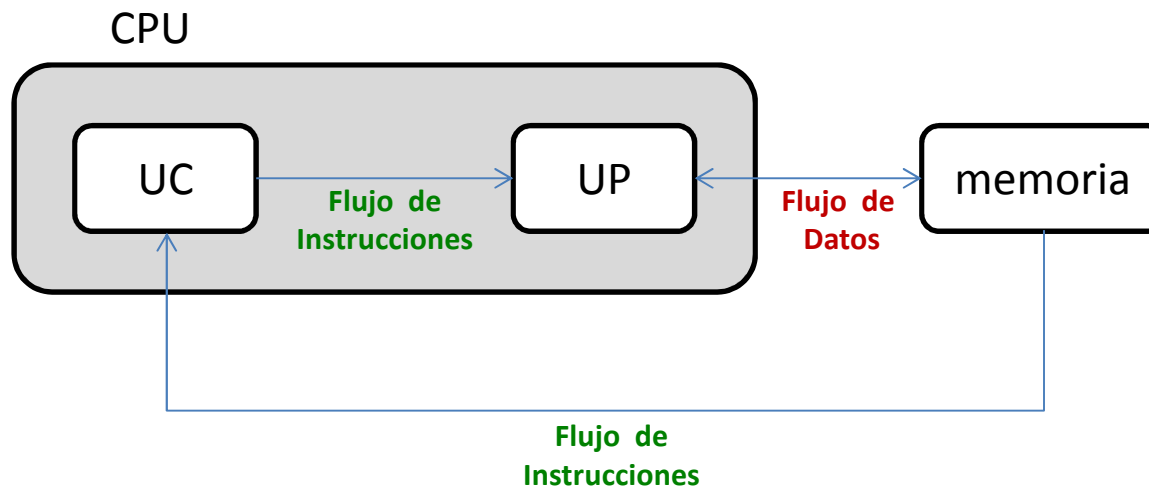 CPU
UC
UP
memoria
Flujo de
Instrucciones
Flujo de
Datos
Flujo de
Instrucciones